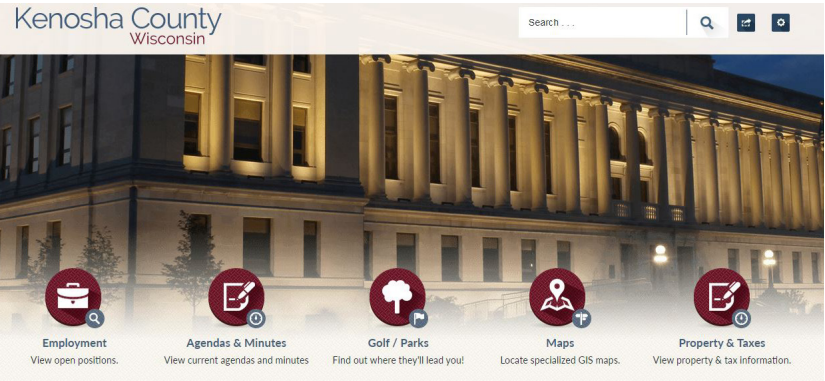 Kenosha County
Wisconsin
Search . . .
Employment
View open positions.
Agendas & Minutes
View current agendas and minutes
Golf / Parks
Find out where they'll lead you!
Maps
Locate specialized GIS maps.
Property & Taxes
View property & tax information.